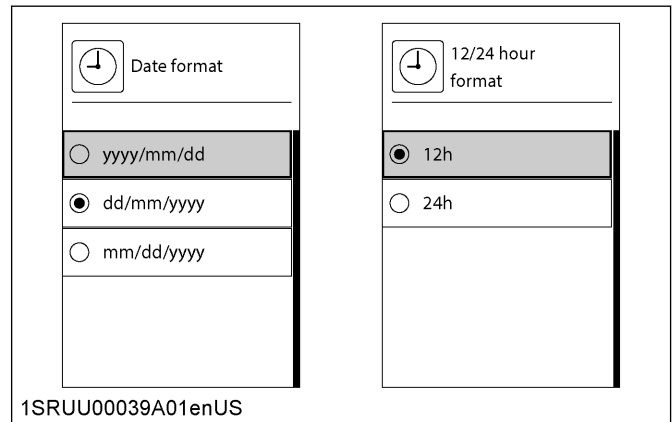 Date format
yyyy/mm/dd
dd/mm/yyyy
mm/dd/yyyy
12/24 hour
format
12h
24h
1SRUU00039A01enUS